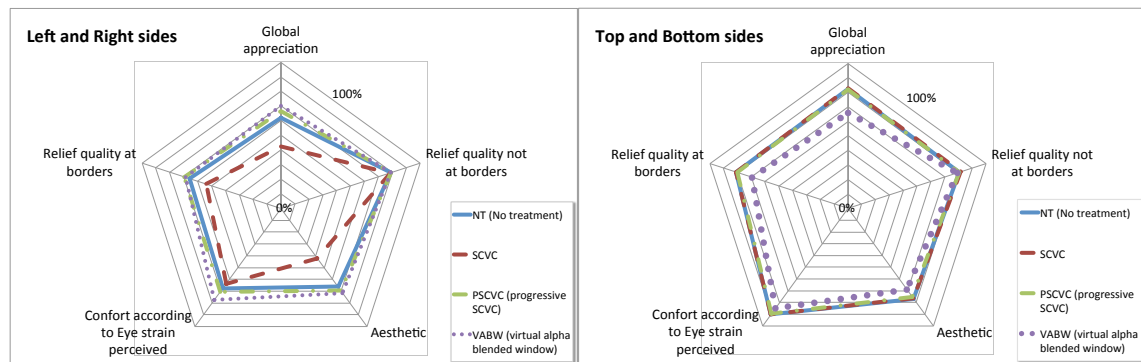 Left and Right sides
Global
appreciation
100%
Relief quality at
borders
Relief quality not
at borders
0%
NT (No treatment)
SCVC
PSCVC (progressive
SCVC)
VABW (virtual alpha
blended window)
Confort according
to Eye strain
perceived
Aesthetic
Top and Bottom sides
Global
appreciation
100%
Relief quality at
borders
Relief quality not
at borders
0%
NT (No treatment)
SCVC
PSCVC (progressive
SCVC)
VABW (virtual alpha
blended window)
Confort according
to Eye strain
perceived
Aesthetic